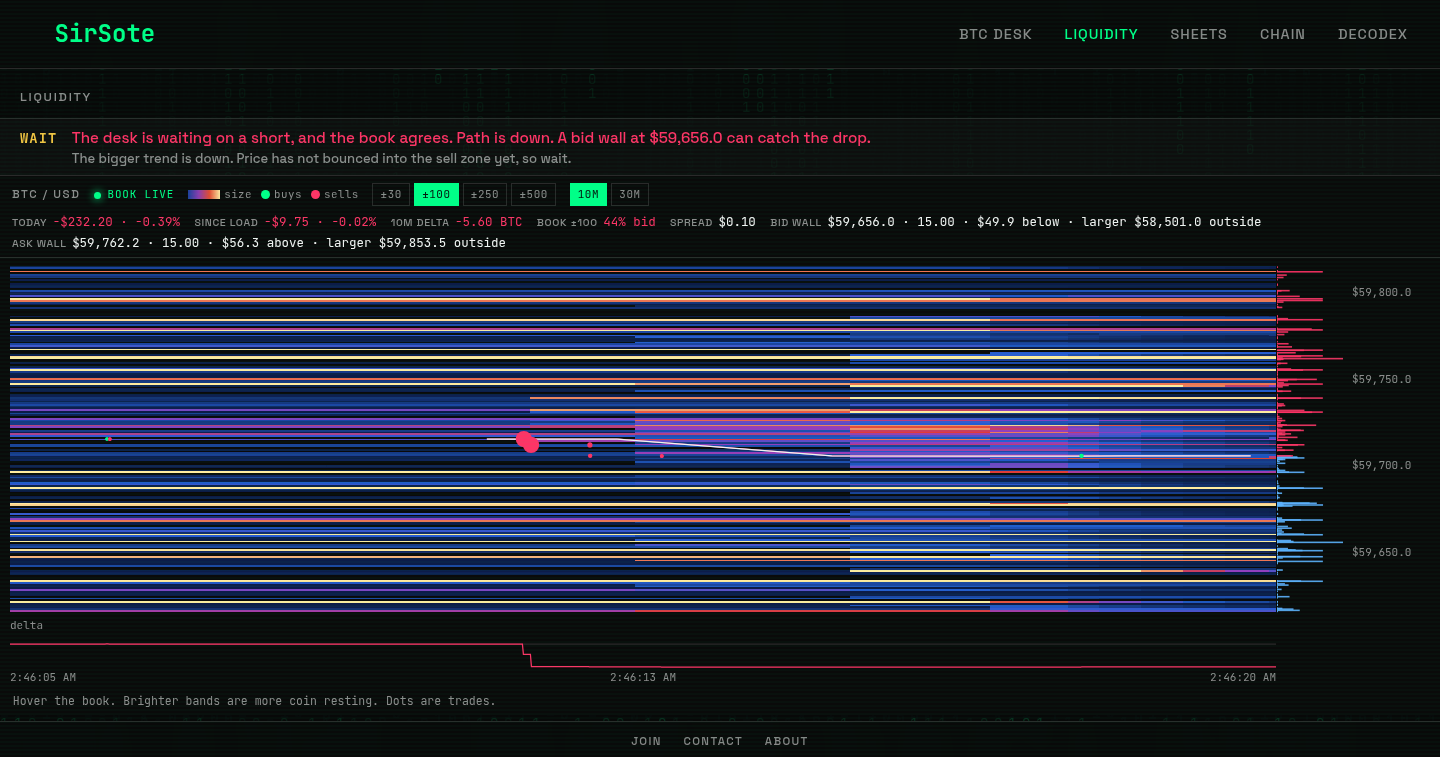 SirSote
BTC DESK LIQUIDITY SHEETS CHAIN DECODEX
LIQUIDITY
WAIT The desk is waiting on a short, and the book agrees. Path is down. A bid wall at $59,656.0 can catch the drop.
The bigger trend is down. Price has not bounced into the sell zone yet, so wait.
BTC / USD BOOK LIVE size buys sells ±30 ±100 ±250 ±500 10M 30M
TODAY -$232.20 · -0.39% SINCE LOAD -$9.75 · -0.02% 10M DELTA -5.60 BTC BOOK ±100 44% bid SPREAD $0.10 BID WALL $59,656.0 · 15.00 · $49.9 below · larger $58,501.0 outside
ASK WALL $59,762.2 · 15.00 · $56.3 above · larger $59,853.5 outside
$59,800.0
$59,750.0
$59,700.0
$59,650.0
delta
2:46:05 AM 2:46:13 AM 2:46:20 AM
Hover the book. Brighter bands are more coin resting. Dots are trades.
JOIN CONTACT ABOUT